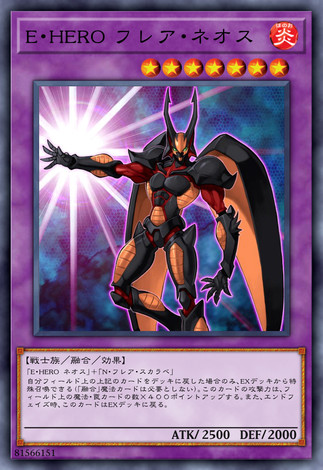 E・HERO フレア・ネオス
炎
【戦士族／融合／効果】
「E・HERO ネオス」＋「N・フレア・スカラベ」
自分フィールド上の上記のカードをデッキに戻した場合のみ、EXデッキから特
殊召喚できる（「融合」魔法カードは必要としない）。このカードの攻撃力は、フ
ィールド上の魔法・罠カードの数×４００ポイントアップする。また、エンドフ
ェイズ時、このカードはEXデッキに戻る。
ATK/ 2500 DEF/2000
81566151